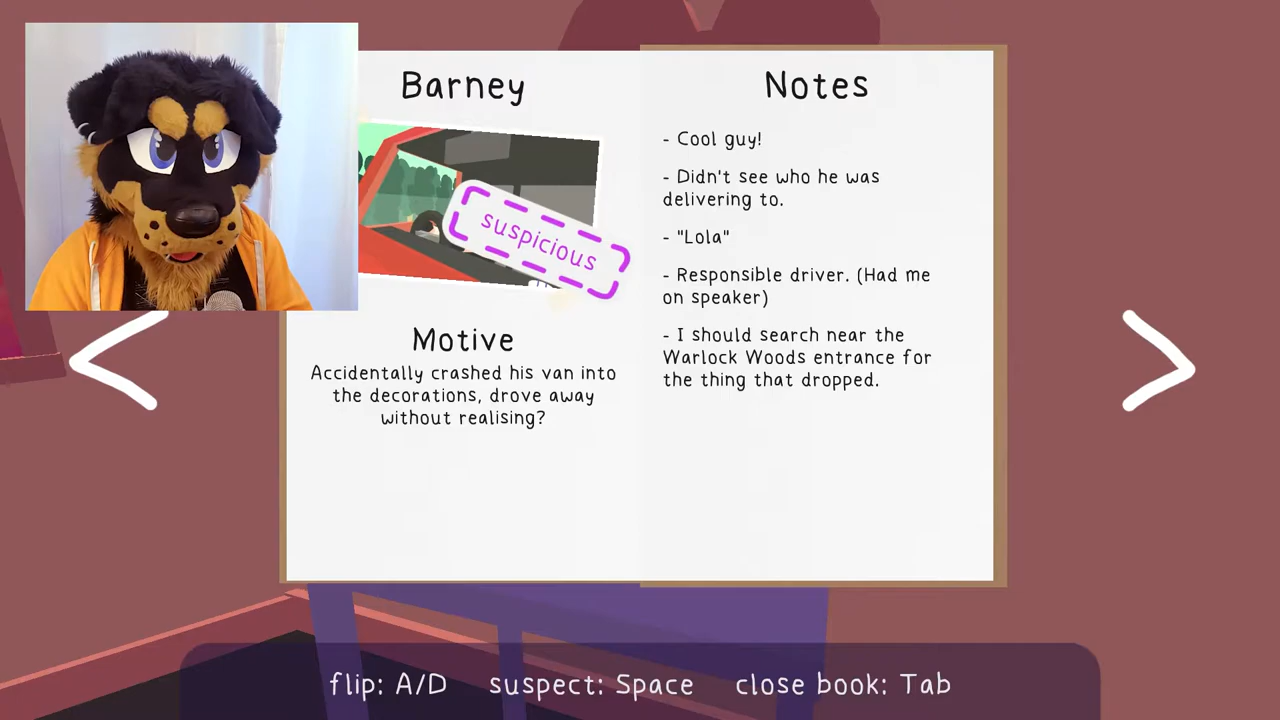 Barney
suspicious
Motive
Accidentally crashed his van into
the decorations, drove away
without realising?
Notes
- Cool guy!
- Didn't see who he was
delivering to.
- "Lola"
- Responsible driver. (Had me
on speaker)
- I should search near the
Warlock Woods entrance for
the thing that dropped.
flip: A/D suspect: Space close book: Tab